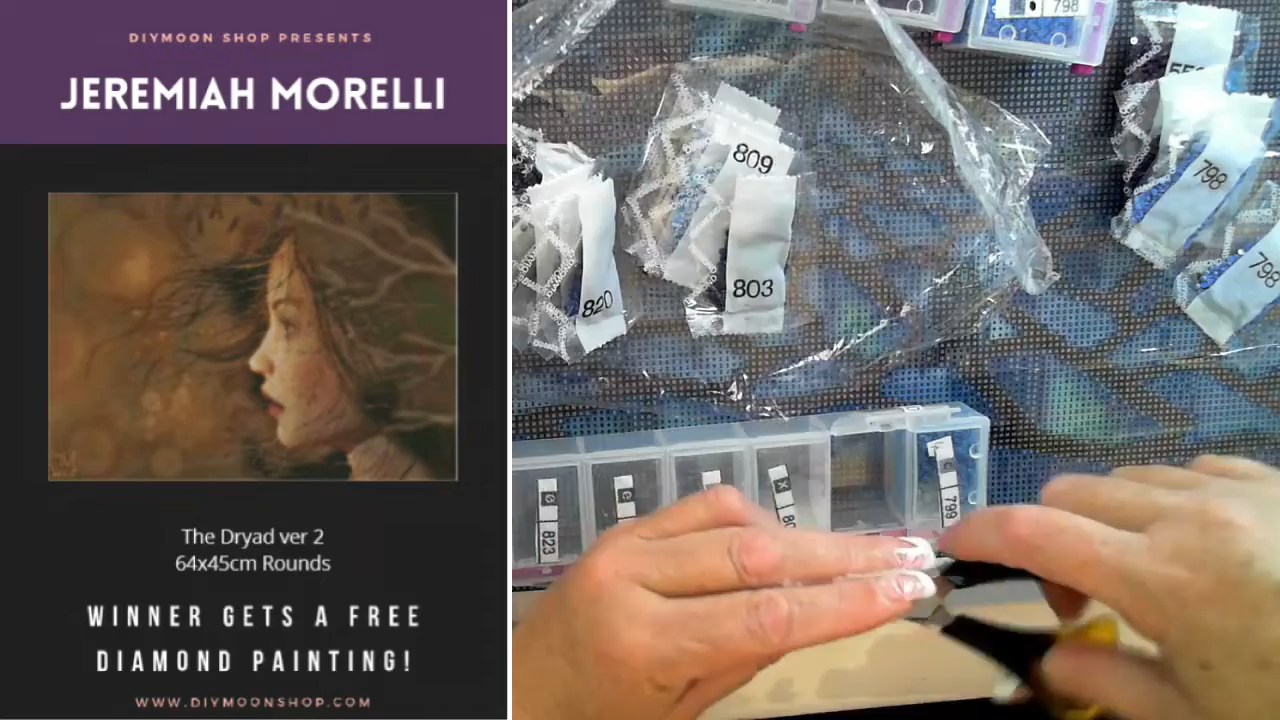 DIYMOON SHOP PRESENTS
JEREMIAH MORELLI
The Dryad ver 2
64x45cm Rounds
WINNER GETS A FREE
DIAMOND PAINTING!
WWW.DIYMOONSHOP.COM
798
809
803
820
798
798
823
C
X
C
799